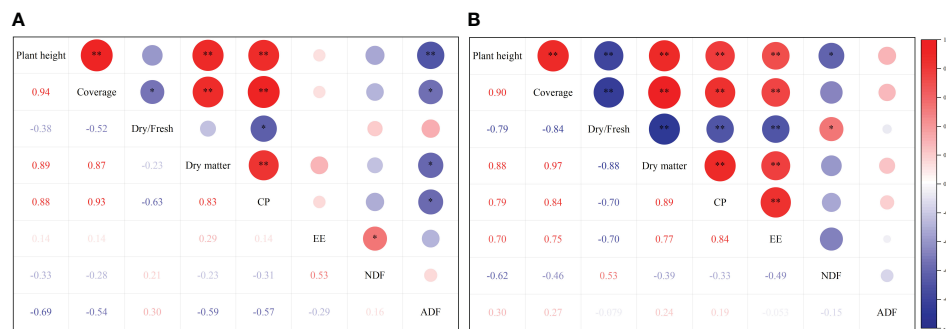 A
Plant height ** ** ** **
0.94 Coverage * ** ** *
-0.38 -0.52 Dry/Fresh *
0.89 0.87 -0.23 Dry matter ** *
0.88 0.93 -0.63 0.83 CP *
0.14 0.14 0.29 0.14 EE *
-0.33 -0.28 0.21 -0.23 -0.31 0.53 NDF
-0.69 -0.54 0.30 -0.59 -0.57 -0.29 0.16 ADF
B
Plant height ** ** ** ** ** *
0.90 Coverage ** ** ** **
-0.79 -0.84 Dry/Fresh ** ** ** *
0.88 0.97 -0.88 Dry matter ** **
0.79 0.84 -0.70 0.89 CP **
0.70 0.75 -0.70 0.77 0.84 EE
-0.62 -0.46 0.53 -0.39 -0.33 -0.49 NDF
0.30 0.27 -0.079 0.24 0.19 -0.053 -0.15 ADF